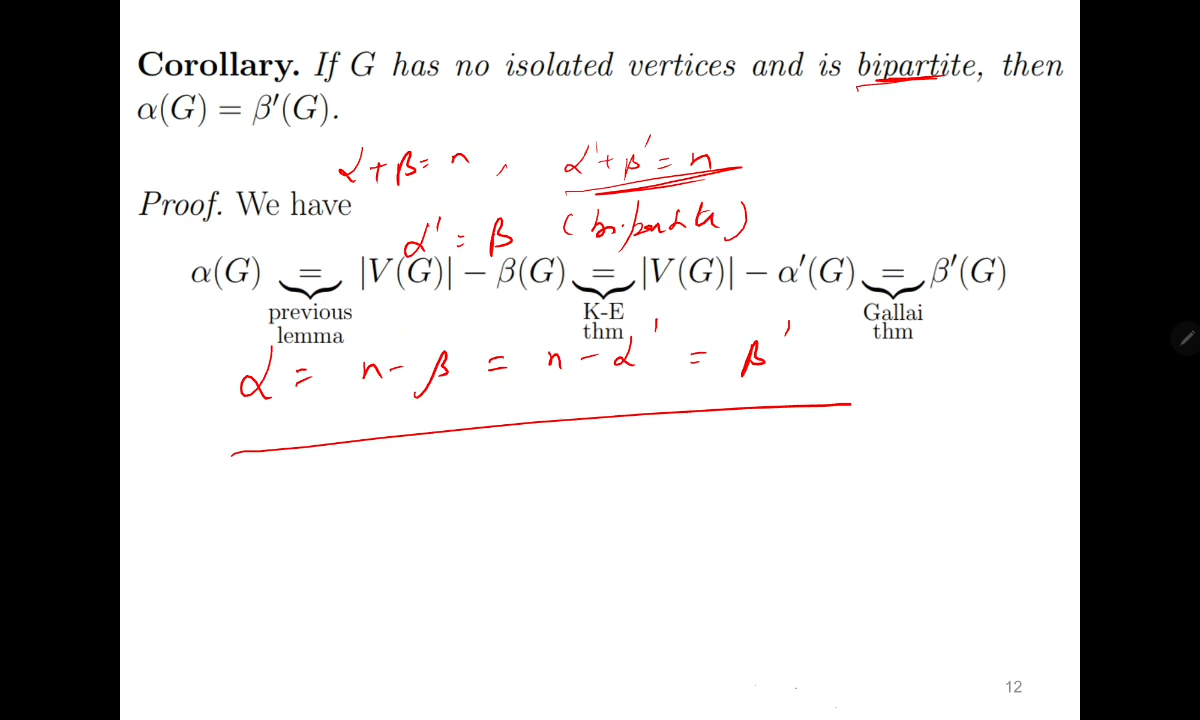 Corollary. If G has no isolated vertices and is bipartite, then
α(G) = β′(G).
α + β = n , α′ + β′ = n
Proof. We have
α′ = β (bipartite)
α(G) = |V(G)| − β(G) = |V(G)| − α′(G) = β′(G)
previous K-E Gallai
lemma thm thm
α = n − β = n − α′ = β′
12